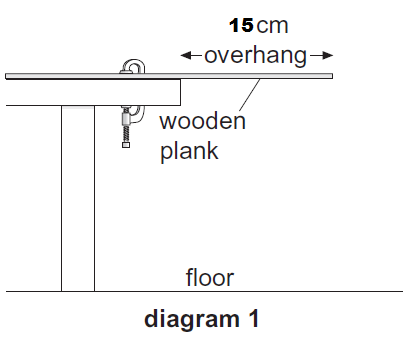 15cm
overhang
wooden
plank
floor
diagram 1